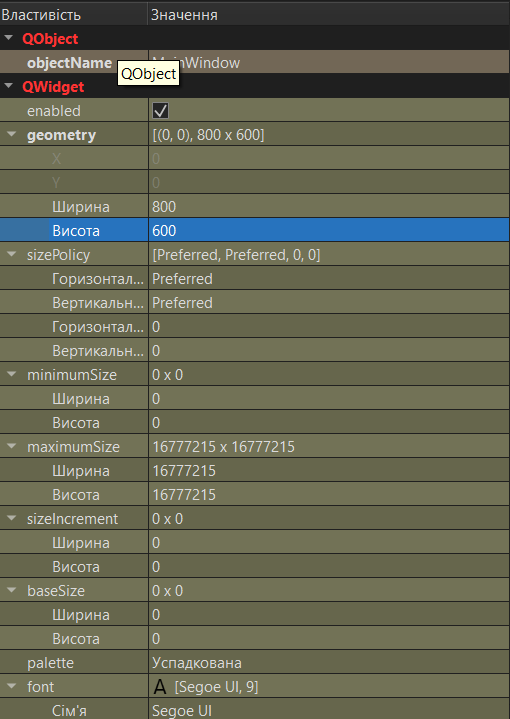 Властивість Значення
QObject
objectName MainWindow
QObject
QWidget
enabled
geometry [(0, 0), 800 x 600]
X 0
Y 0
Ширина 800
Висота 600
sizePolicy [Preferred, Preferred, 0, 0]
Горизонтал... Preferred
Вертикальн... Preferred
Горизонтал... 0
Вертикальн... 0
minimumSize 0 x 0
Ширина 0
Висота 0
maximumSize 16777215 x 16777215
Ширина 16777215
Висота 16777215
sizeIncrement 0 x 0
Ширина 0
Висота 0
baseSize 0 x 0
Ширина 0
Висота 0
palette Успадкована
font A [Segoe UI, 9]
Сім'я Segoe UI